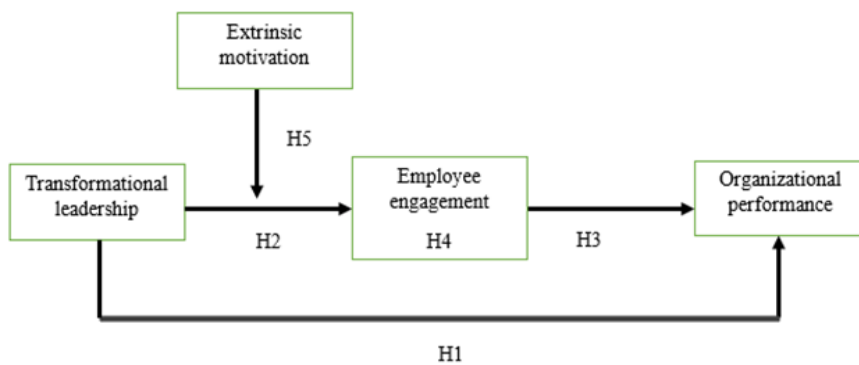 Extrinsic
motivation
H5
Transformational
leadership
H2
Employee
engagement
H4
H3
Organizational
performance
H1